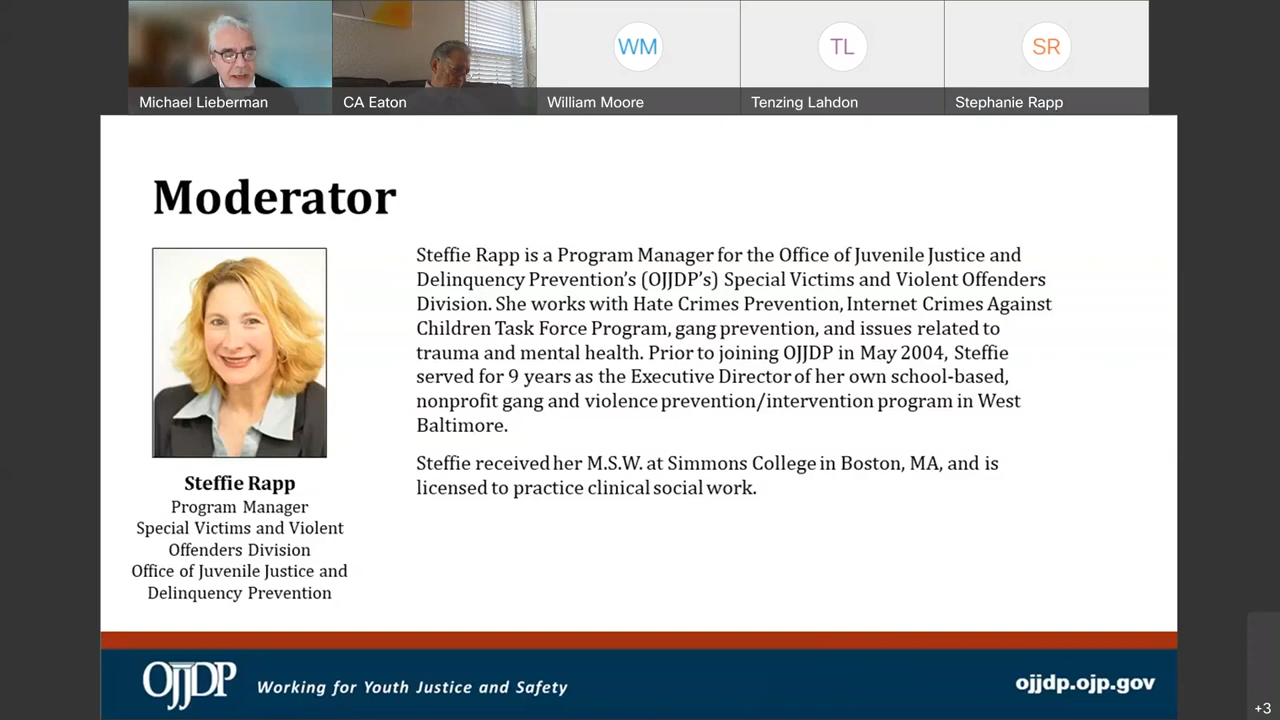 WM
TL
SR
Michael Lieberman
CA Eaton
William Moore
Tenzing Lahdon
Stephanie Rapp
Moderator
Steffie Rapp is a Program Manager for the Office of Juvenile Justice and
Delinquency Prevention's (OJJDP's) Special Victims and Violent Offenders
Division. She works with Hate Crimes Prevention, Internet Crimes Against
Children Task Force Program, gang prevention, and issues related to
trauma and mental health. Prior to joining OJJDP in May 2004, Steffie
served for 9 years as the Executive Director of her own school-based,
nonprofit gang and violence prevention/intervention program in West
Baltimore.
Steffie received her M.S.W. at Simmons College in Boston, MA, and is
licensed to practice clinical social work.
Steffie Rapp
Program Manager
Special Victims and Violent
Offenders Division
Office of Juvenile Justice and
Delinquency Prevention
OJJDP
Working for Youth Justice and Safety
ojjdp.ojp.gov
+3